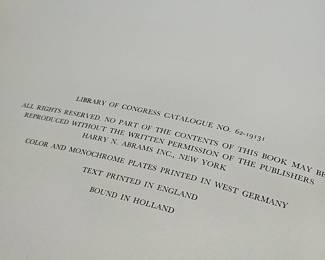 LIBRARY OF CONGRESS CATALOGUE NO. 62-19131
ALL RIGHTS RESERVED. NO PART OF THE CONTENTS OF THIS BOOK MAY BE
REPRODUCED WITHOUT THE WRITTEN PERMISSION OF THE PUBLISHERS
HARRY N. ABRAMS INC., NEW YORK
COLOR AND MONOCHROME PLATES PRINTED IN WEST GERMANY
TEXT PRINTED IN ENGLAND
BOUND IN HOLLAND